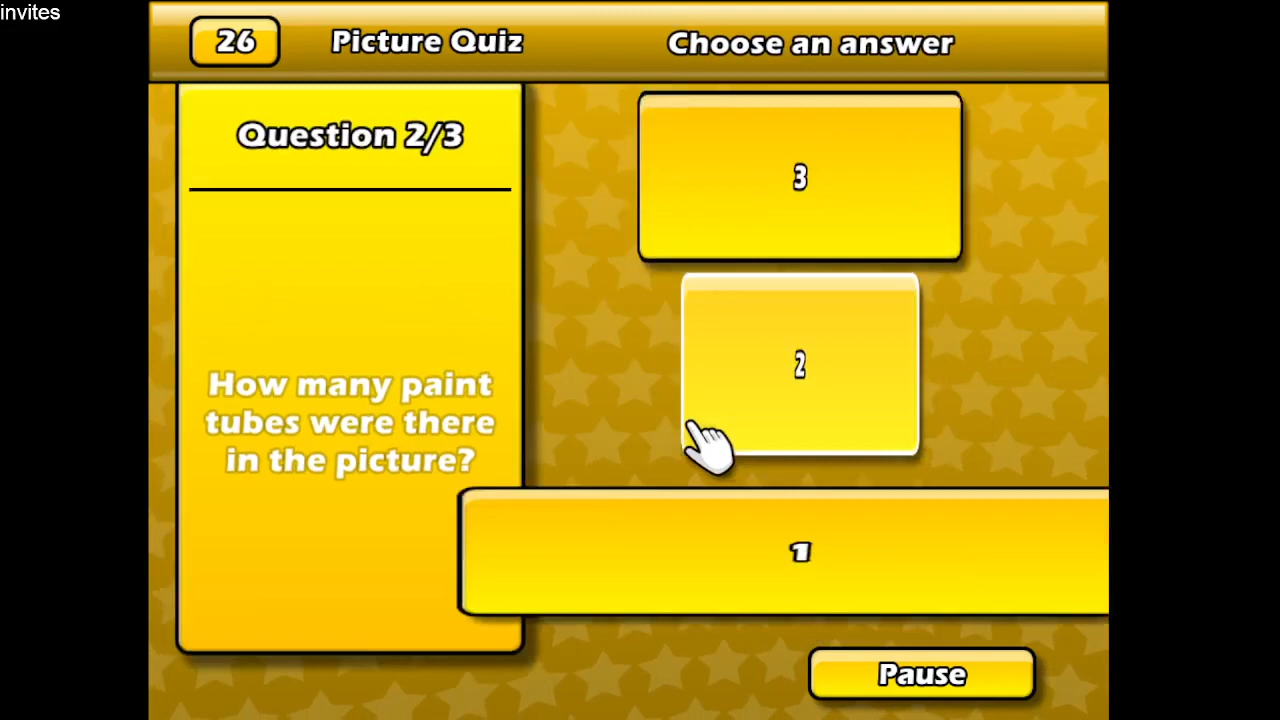 invites
26
Picture Quiz
Choose an answer
Question 2/3
How many paint
tubes were there
in the picture?
3
2
1
Pause